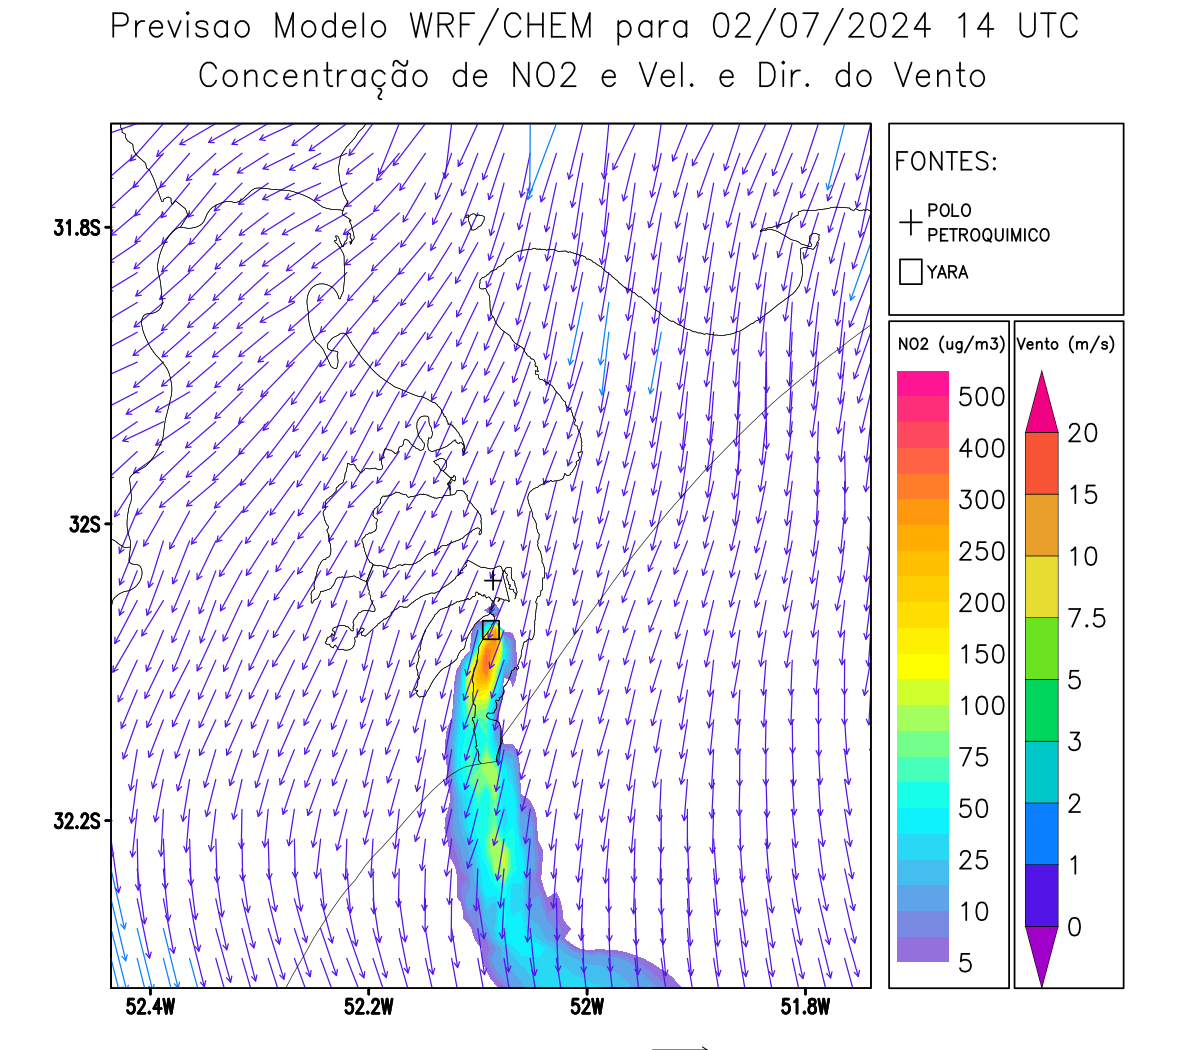 Previsao Modelo WRF/CHEM para 02/07/2024 14 UTC
Concentração de NO2 e Vel. e Dir. do Vento
FONTES:
POLO
PETROQUIMICO
YARA
NO2 (ug/m3)
500
400
300
250
200
150
100
75
50
25
10
5
Vento (m/s)
20
15
10
7.5
5
3
2
1
0
31.8S
32S
32.2S
52.4W
52.2W
52W
51.8W